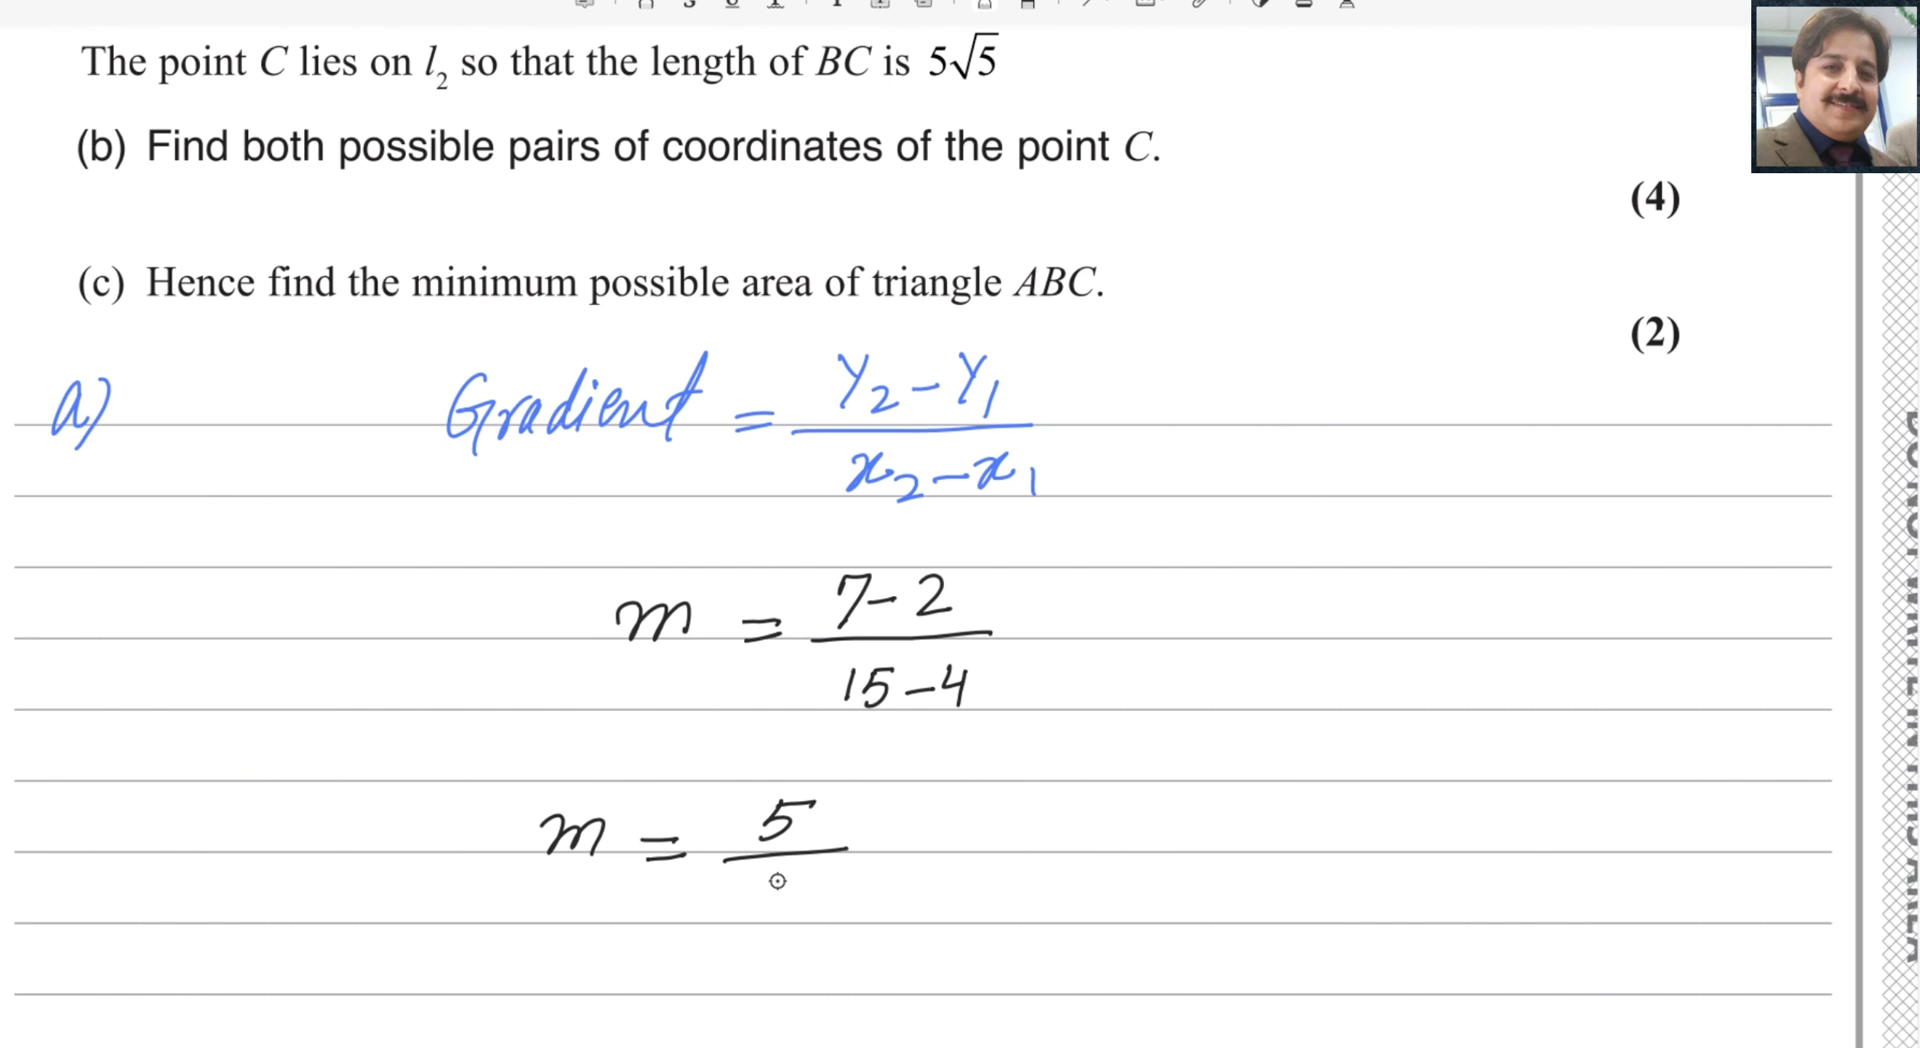 The point C lies on l₂ so that the length of BC is 5√5
(b) Find both possible pairs of coordinates of the point C.
(4)
(c) Hence find the minimum possible area of triangle ABC.
(2)
a) Gradient = Y₂-Y₁ / x₂-x₁
m = 7-2 / 15-4
m = 5 /